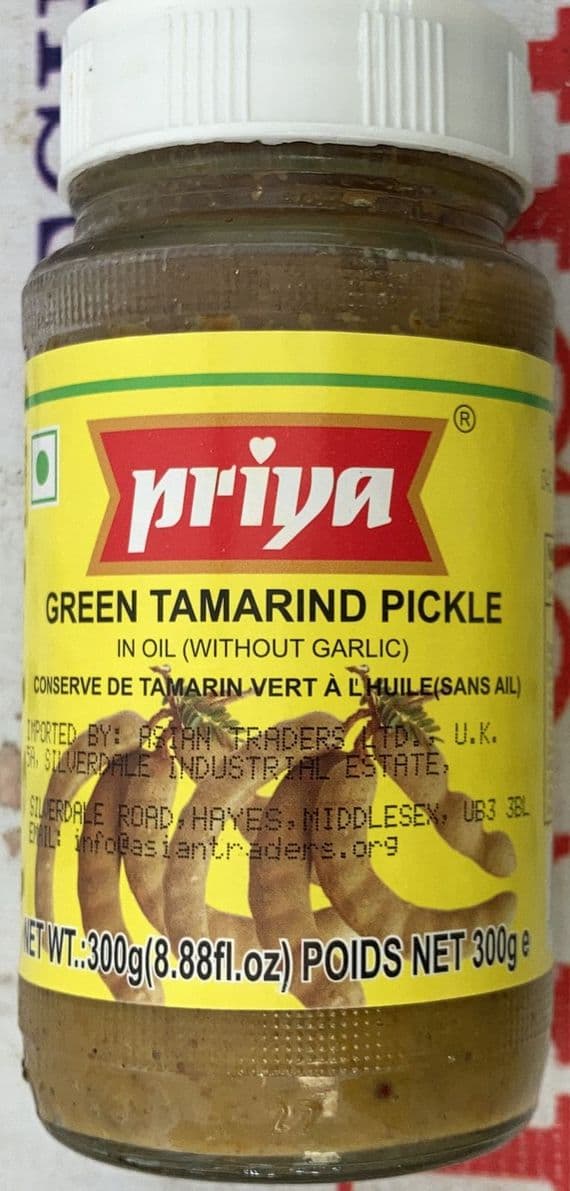 priya
®
GREEN TAMARIND PICKLE
IN OIL (WITHOUT GARLIC)
CONSERVE DE TAMARIN VERT À L'HUILE(SANS AIL)
IMPORTED BY: ASIAN TRADERS LTD., U.K.
5A, SILVERDALE INDUSTRIAL ESTATE,
SILVERDALE ROAD, HAYES, MIDDLESEX, UB3 3BL
EMAIL: info@asiantraders.org
NET WT.:300g(8.88fl.oz) POIDS NET 300g e
27